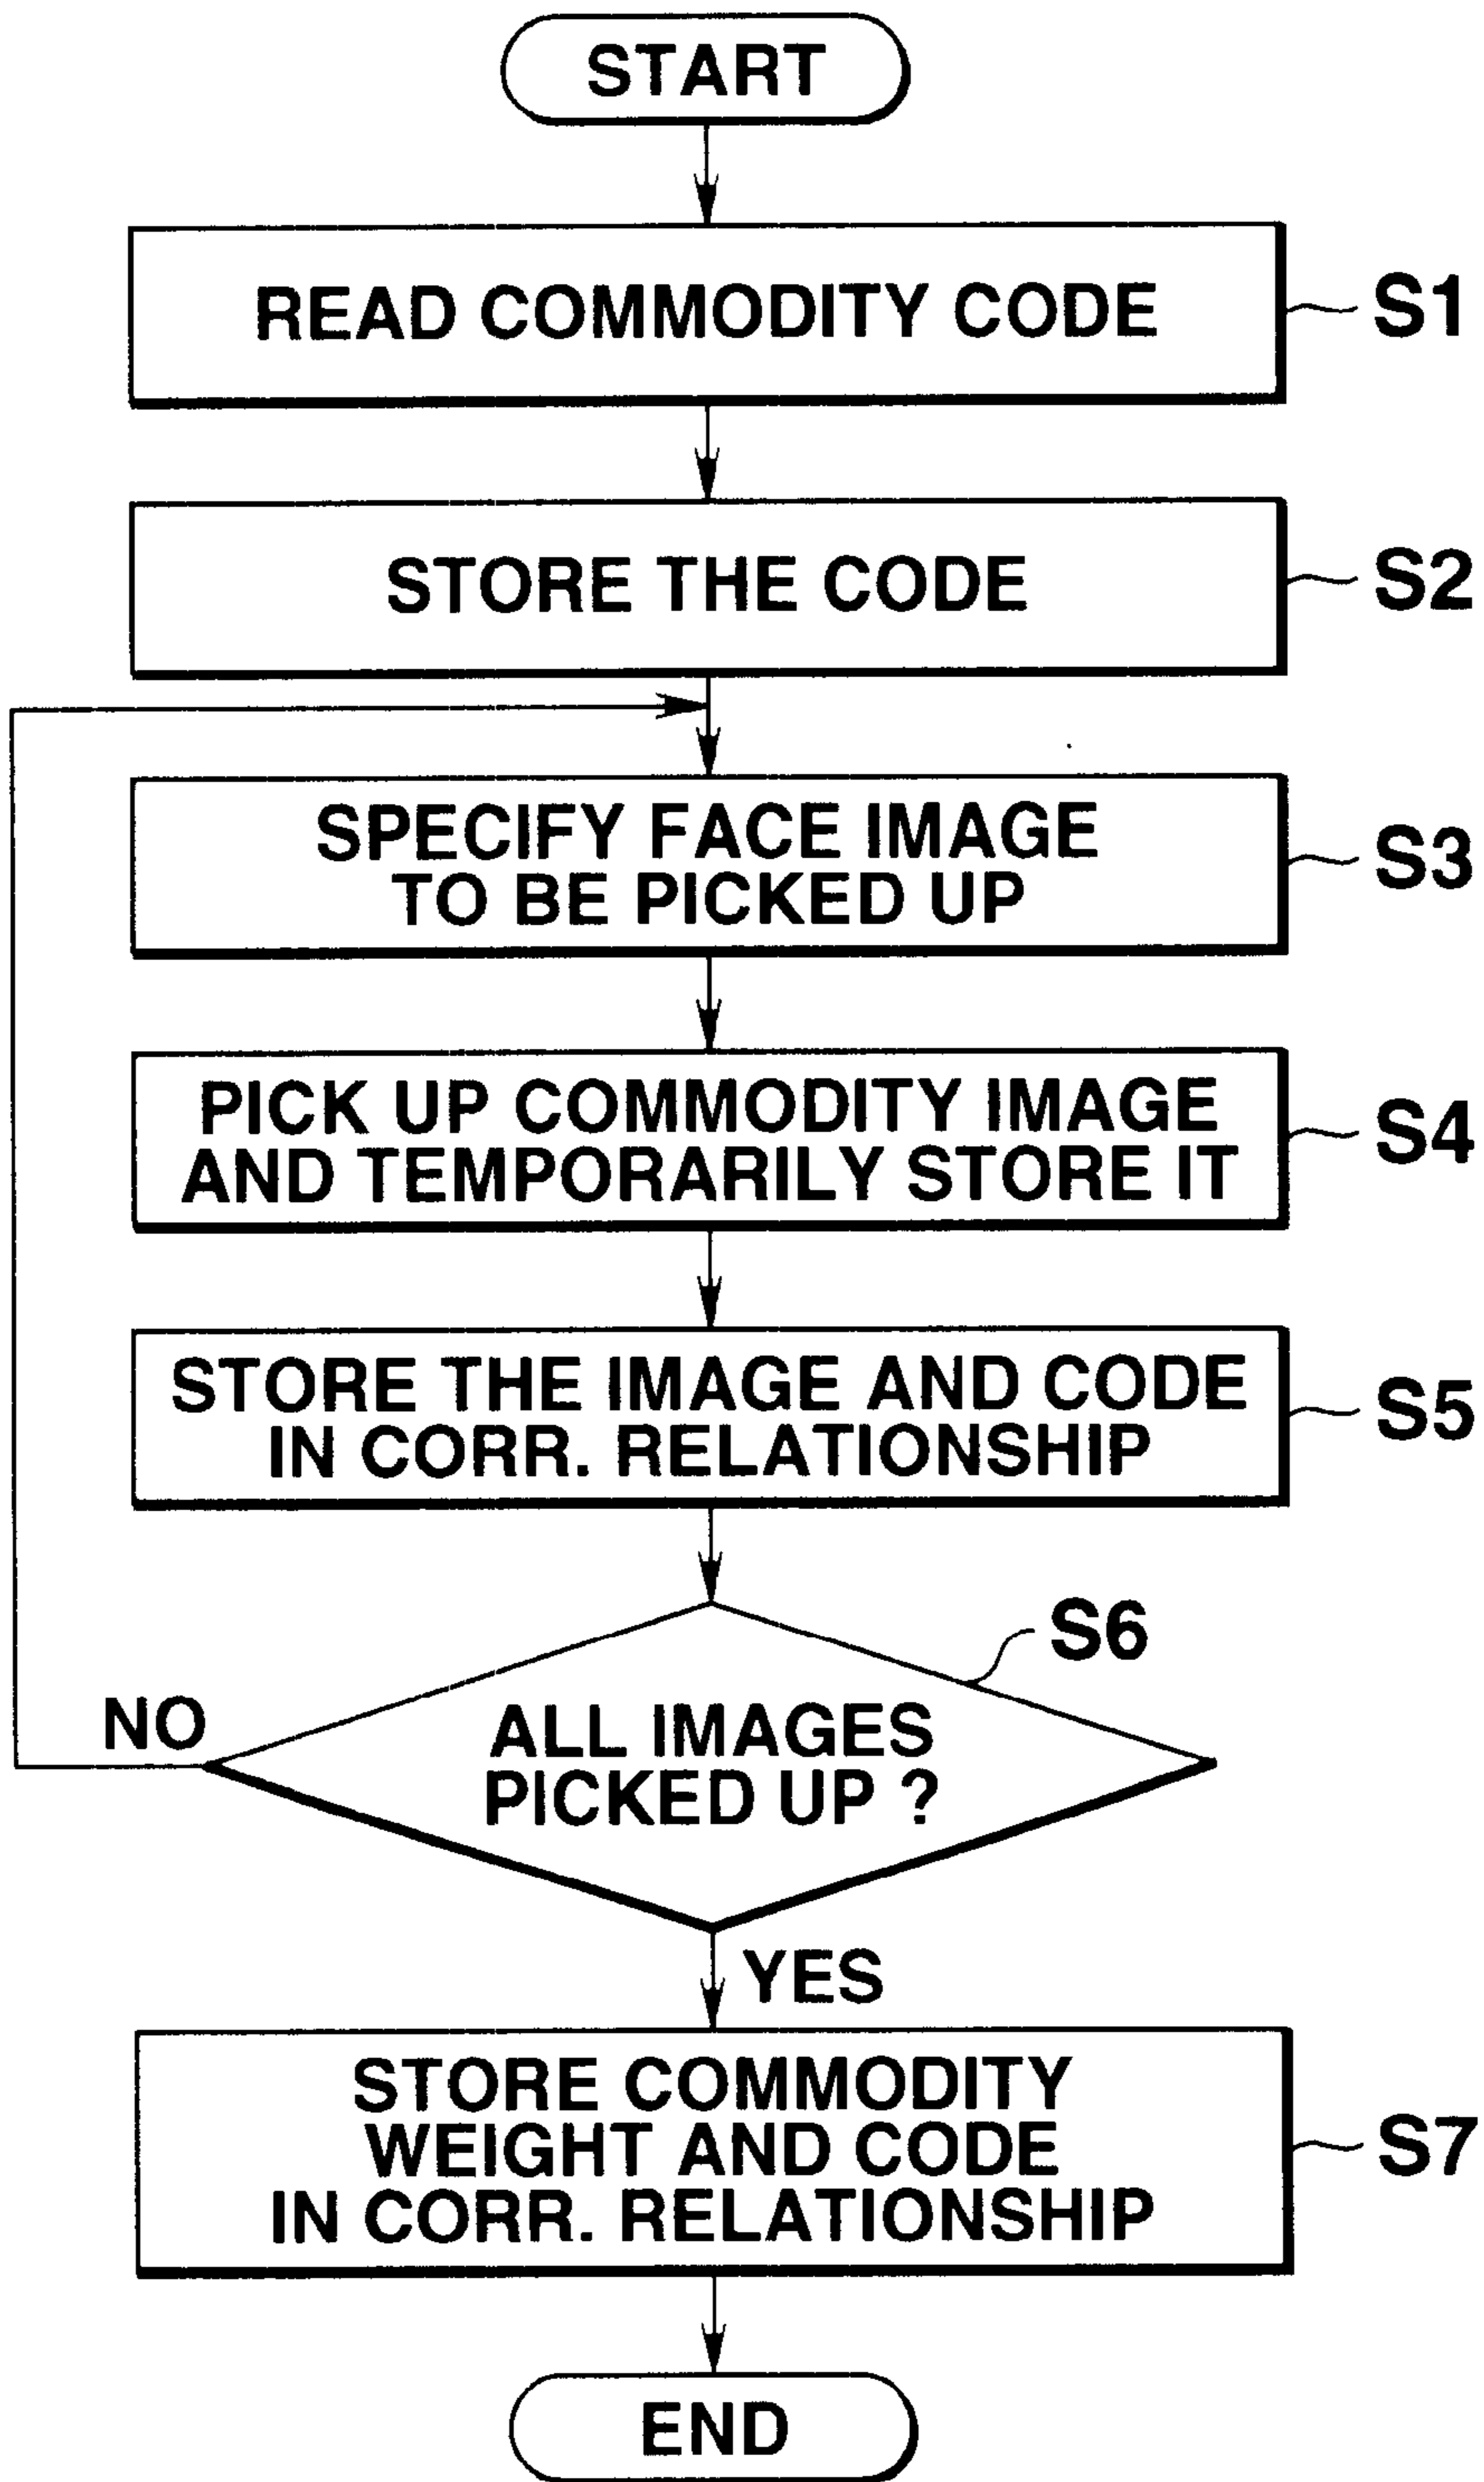 START
READ COMMODITY CODE
S1
STORE THE CODE
S2
SPECIFY FACE IMAGE
TO BE PICKED UP
S3
PICK UP COMMODITY IMAGE
AND TEMPORARILY STORE IT
S4
STORE THE IMAGE AND CODE
IN CORR. RELATIONSHIP
S5
S6
NO
ALL IMAGES
PICKED UP ?
YES
STORE COMMODITY
WEIGHT AND CODE
IN CORR. RELATIONSHIP
S7
END